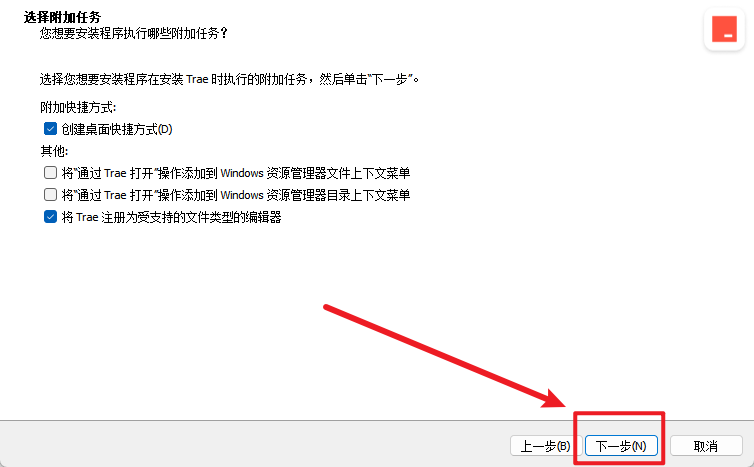 选择附加任务
您想要安装程序执行哪些附加任务？
选择您想要安装程序在安装 Trae 时执行的附加任务，然后单击“下一步”。
附加快捷方式:
创建桌面快捷方式(D)
其他:
将“通过 Trae 打开”操作添加到 Windows 资源管理器文件上下文菜单
将“通过 Trae 打开”操作添加到 Windows 资源管理器目录上下文菜单
将 Trae 注册为受支持的文件类型的编辑器
上一步(B) 下一步(N) 取消